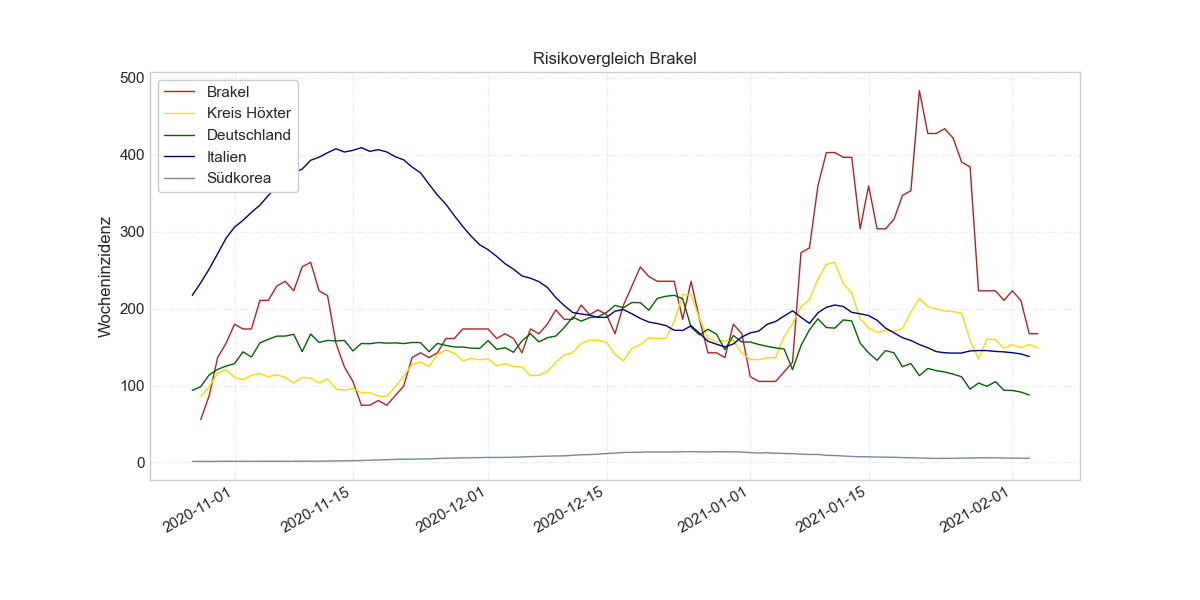 Risikovergleich Brakel
Wocheninzidenz
500
400
300
200
100
0
Brakel
Kreis Höxter
Deutschland
Italien
Südkorea
2020-11-01
2020-11-15
2020-12-01
2020-12-15
2021-01-01
2021-01-15
2021-02-01